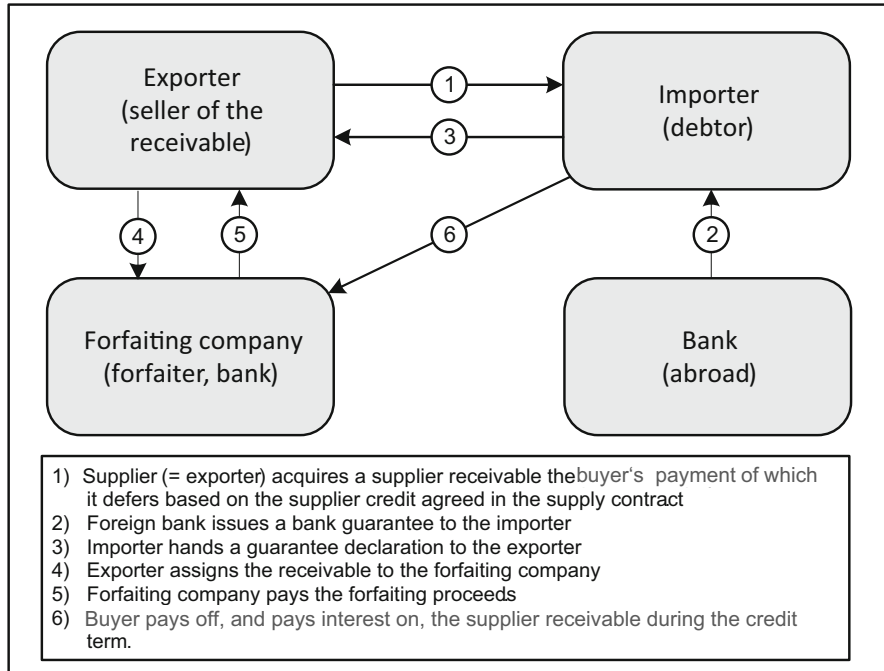 Exporter
(seller of the
receivable)
1
Importer
(debtor)
3
4
5
6
2
Forfaiting company
(forfaiter, bank)
Bank
(abroad)
1) Supplier (= exporter) acquires a supplier receivable the buyer‘s payment of which
it defers based on the supplier credit agreed in the supply contract
2) Foreign bank issues a bank guarantee to the importer
3) Importer hands a guarantee declaration to the exporter
4) Exporter assigns the receivable to the forfaiting company
5) Forfaiting company pays the forfaiting proceeds
6) Buyer pays off, and pays interest on, the supplier receivable during the credit
term.